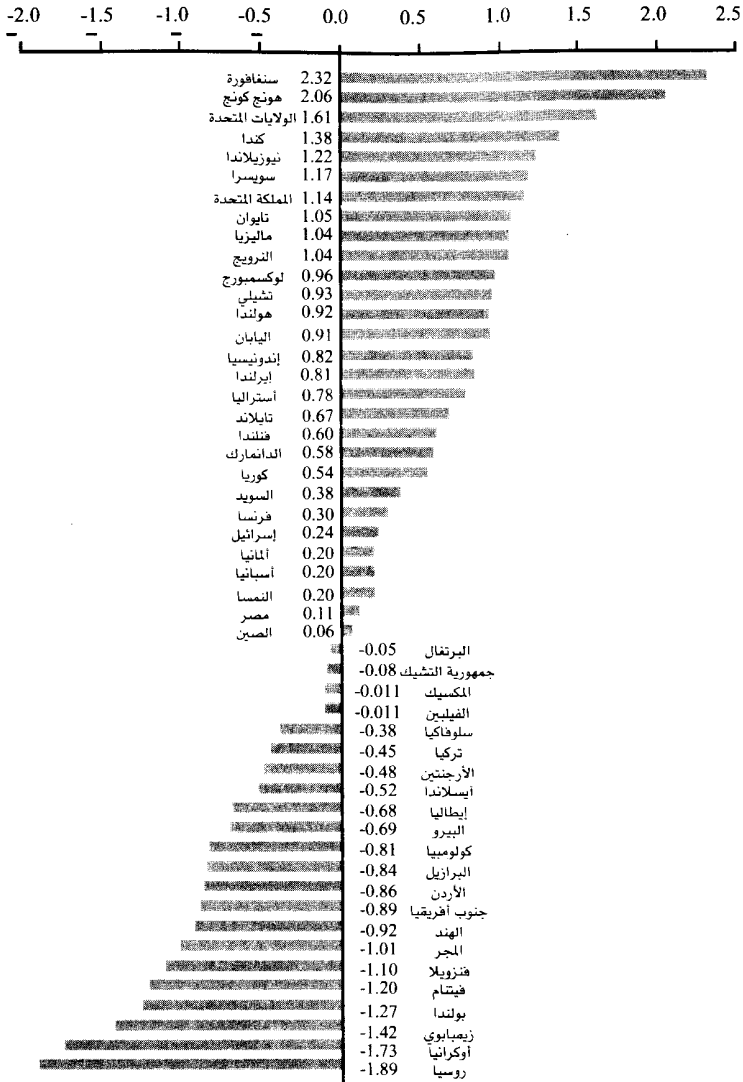 -2.0 -1.5 -1.0 -0.5 0.0 0.5 1.0 1.5 2.0 2.5
سنغافورة 2.32
هونج كونج 2.06
الولايات المتحدة 1.61
كندا 1.38
نيوزيلاندا 1.22
سويسرا 1.17
المملكة المتحدة 1.14
تايوان 1.05
ماليزيا 1.04
النرويج 1.04
لوكسمبورج 0.96
تشيلي 0.93
هولندا 0.92
اليابان 0.91
إندونيسيا 0.82
إيرلندا 0.81
أستراليا 0.78
تايلاند 0.67
فنلندا 0.60
الدانمارك 0.58
كوريا 0.54
السويد 0.38
فرنسا 0.30
إسرائيل 0.24
ألمانيا 0.20
أسبانيا 0.20
النمسا 0.20
مصر 0.11
الصين 0.06
-0.05 البرتغال
-0.08 جمهورية التشيك
-0.011 المكسيك
-0.011 الفيليبين
-0.38 سلوفاكيا
-0.45 تركيا
-0.48 الأرجنتين
-0.52 أيسلاندا
-0.68 إيطاليا
-0.69 البيرو
-0.81 كولومبيا
-0.84 البرازيل
-0.86 الأردن
-0.89 جنوب أفريقيا
-0.92 الهند
-1.01 المجر
-1.10 فنزويلا
-1.20 فيتنام
-1.27 بولندا
-1.42 زيمبابوي
-1.73 أوكرانيا
-1.89 روسيا